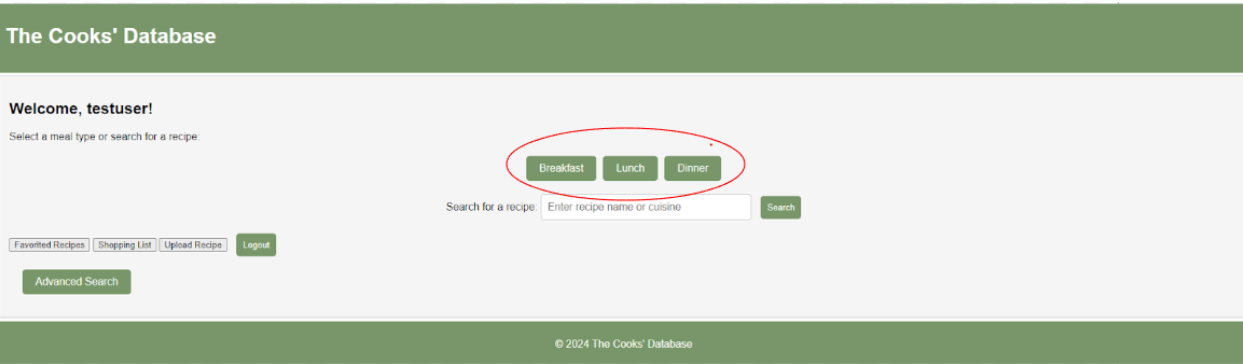 The Cooks' Database
Welcome, testuser!
Select a meal type or search for a recipe:
Breakfast Lunch Dinner
Search for a recipe: Enter recipe name or cuisine Search
Favorited Recipes Shopping List Upload Recipe Logout
Advanced Search
© 2024 The Cooks' Database